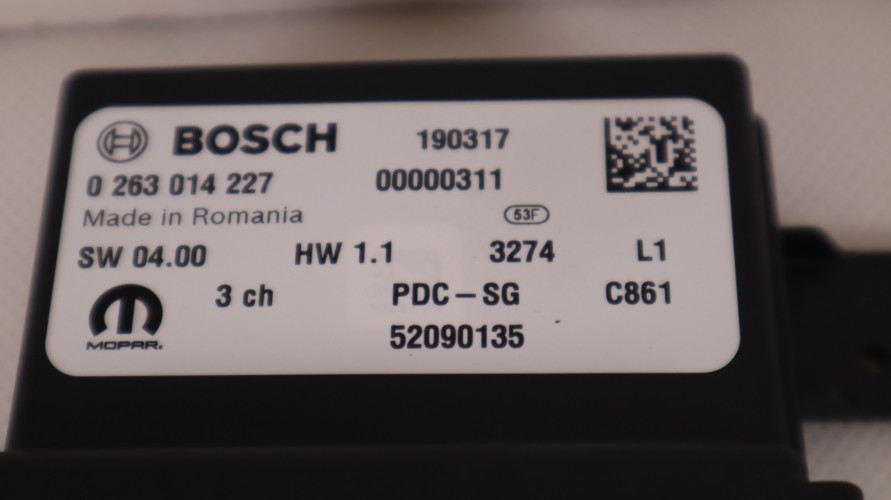 BOSCH 190317
0 263 014 227 00000311
Made in Romania 53F
SW 04.00 HW 1.1 3274 L1
3 ch PDC-SG C861
MOPAR. 52090135